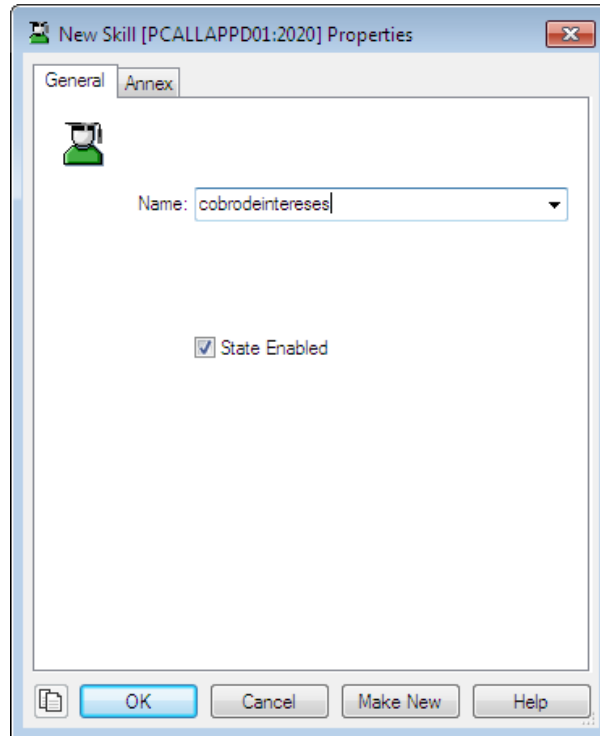 New Skill [PCALLAPPD01:2020] Properties
General Annex
Name: cobrodeintereses
State Enabled
OK Cancel Make New Help